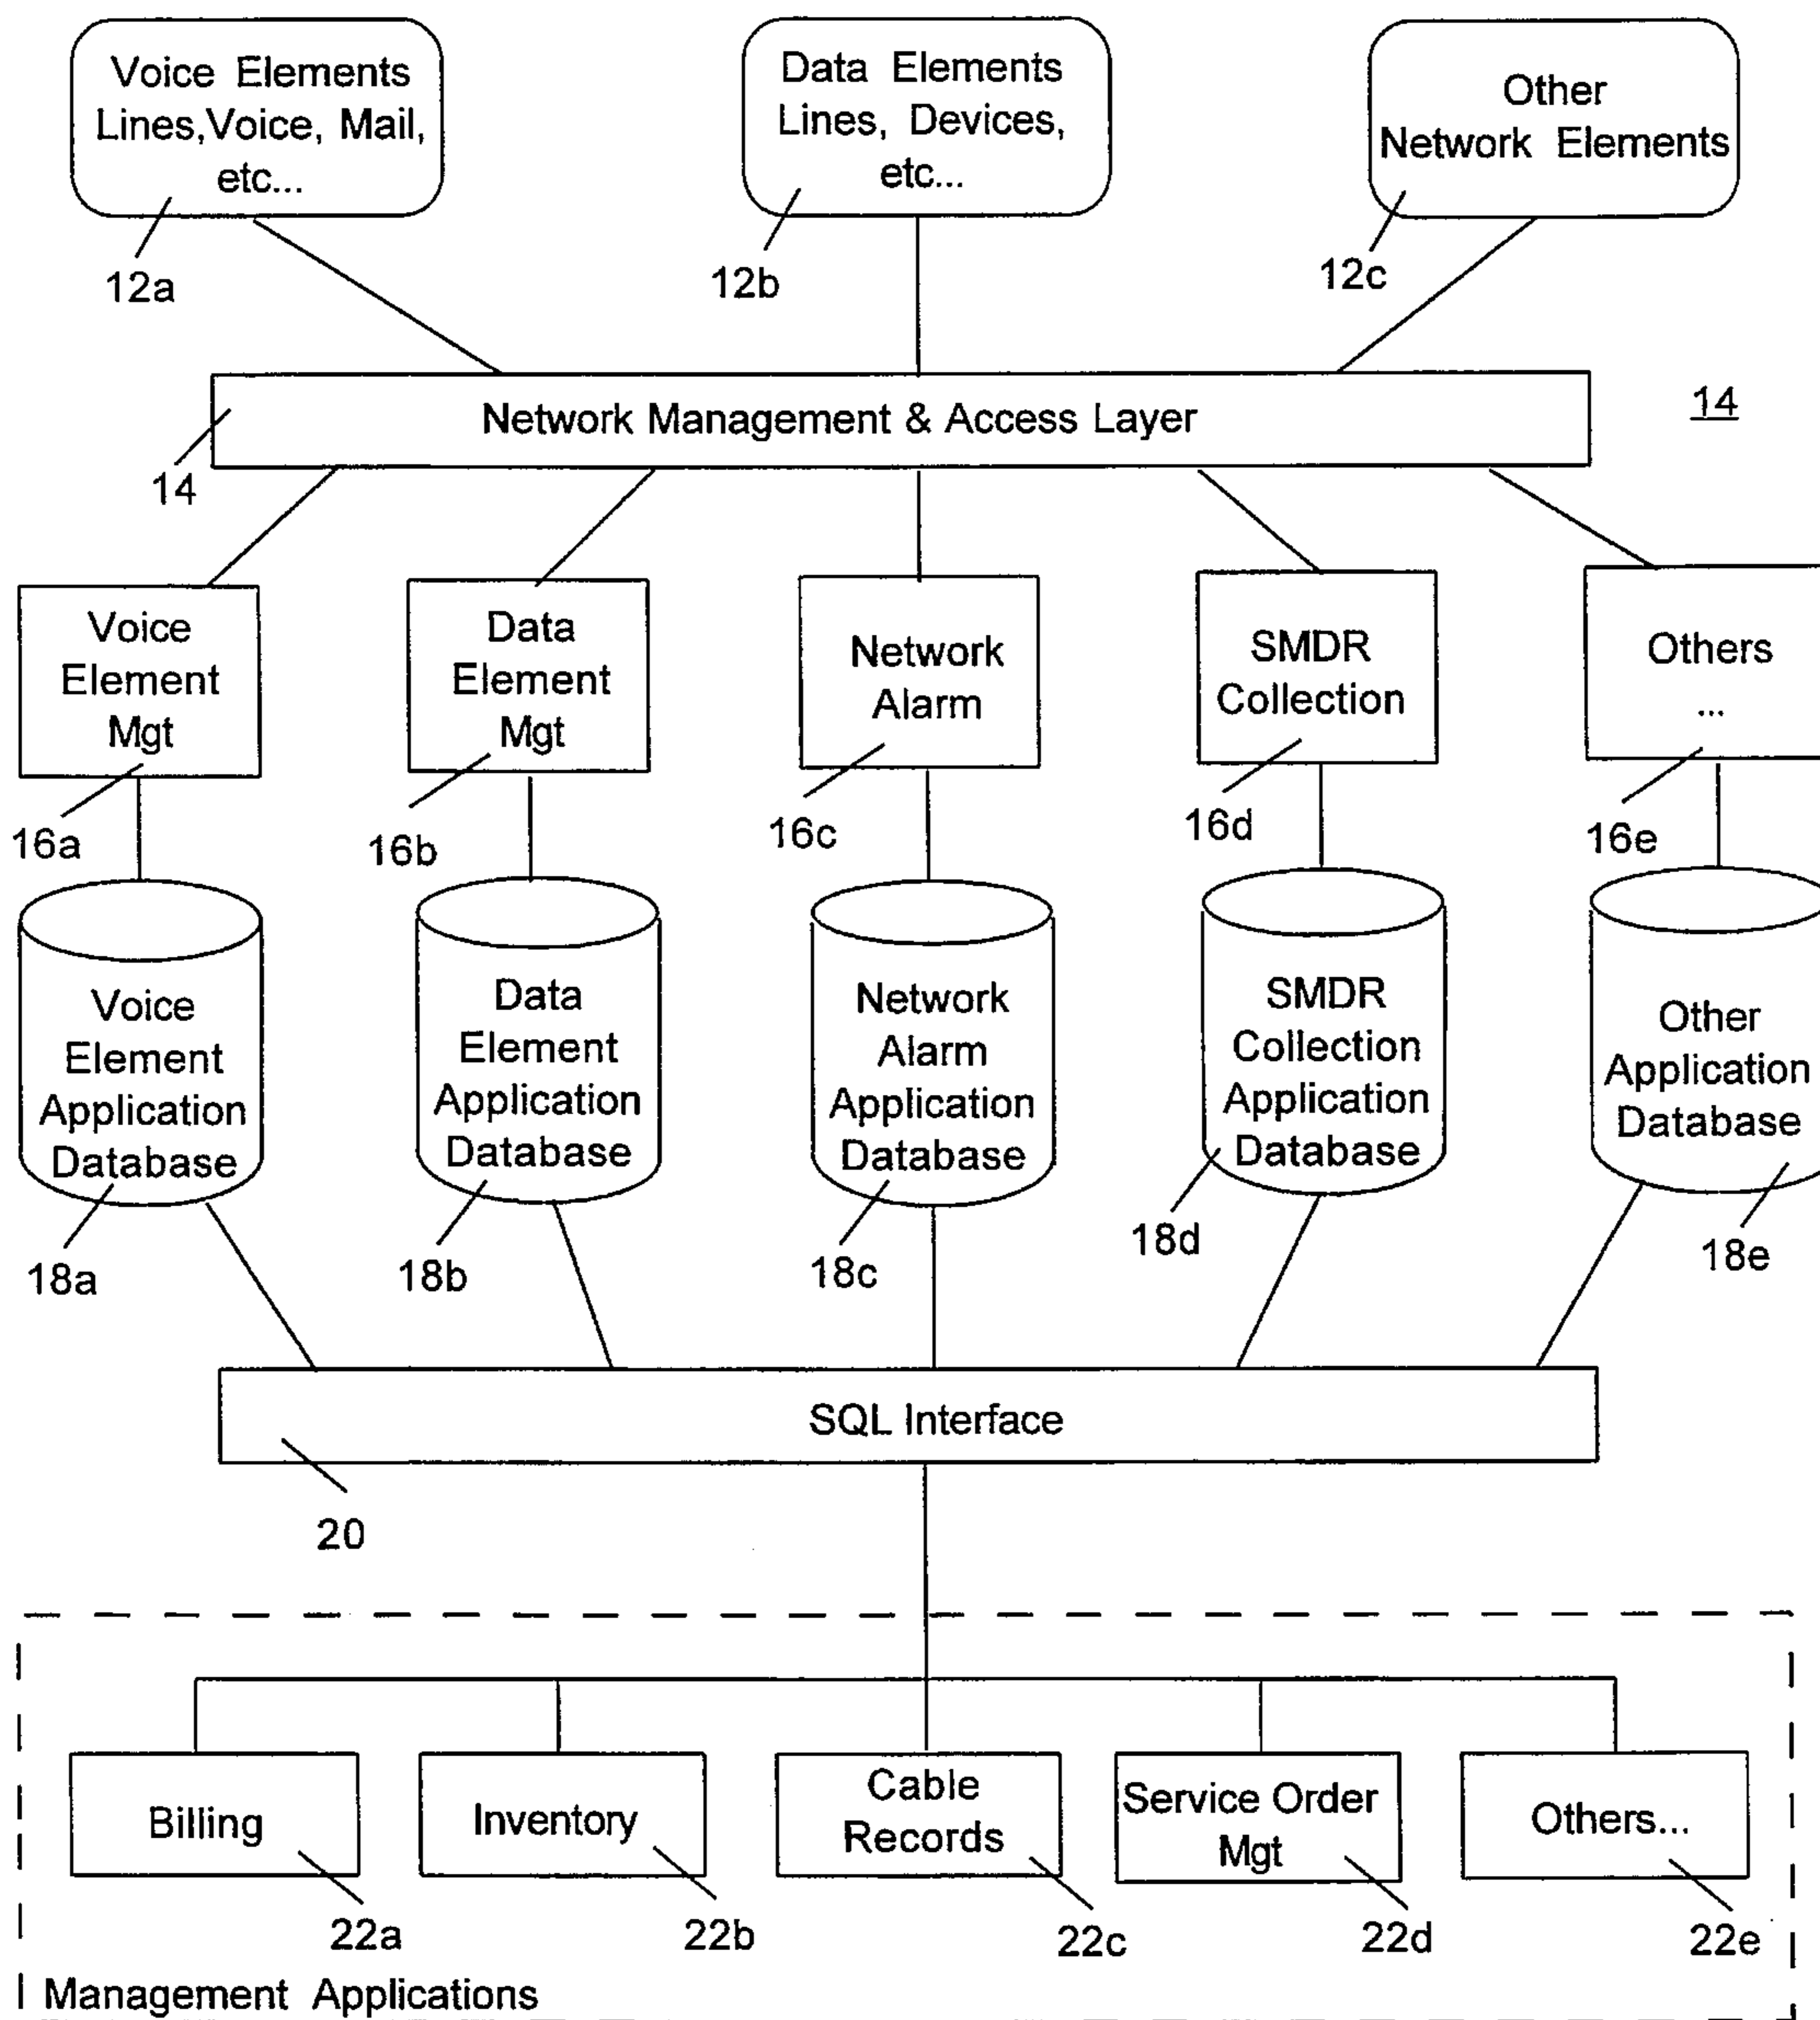 Voice Elements
Lines,Voice, Mail,
etc...
Data Elements
Lines, Devices,
etc...
Other
Network Elements
12a
12b
12c
Network Management & Access Layer
14
14
Voice
Element
Mgt
Data
Element
Mgt
Network
Alarm
SMDR
Collection
Others
...
16a
16b
16c
16d
16e
Voice
Element
Application
Database
Data
Element
Application
Database
Network
Alarm
Application
Database
SMDR
Collection
Application
Database
Other
Application
Database
18a
18b
18c
18d
18e
SQL Interface
20
Billing
Inventory
Cable
Records
Service Order
Mgt
Others...
22a
22b
22c
22d
22e
Management Applications